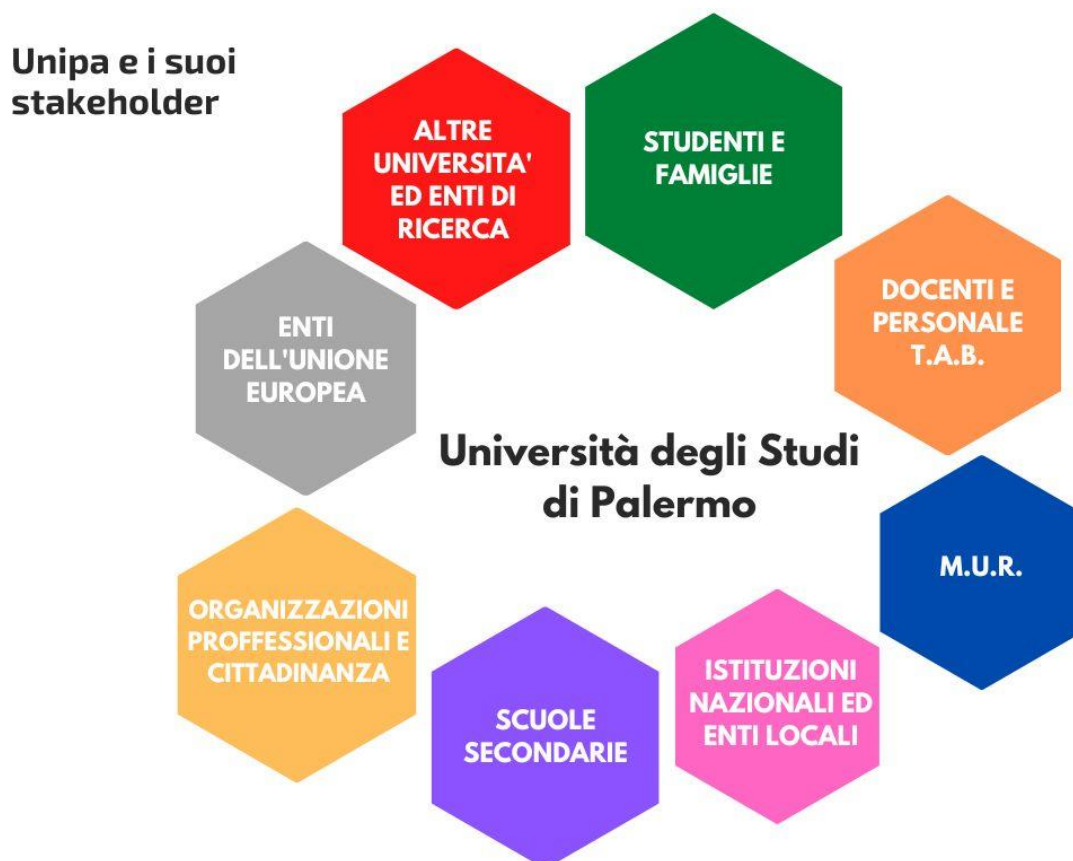 Unipa e i suoi
stakeholder
ALTRE
UNIVERSITA'
ED ENTI DI
RICERCA
STUDENTI E
FAMIGLIE
DOCENTI E
PERSONALE
T.A.B.
ENTI
DELL'UNIONE
EUROPEA
Università degli Studi
di Palermo
M.U.R.
ORGANIZZAZIONI
PROFFESSIONALI E
CITTADINANZA
SCUOLE
SECONDARIE
ISTITUZIONI
NAZIONALI ED
ENTI LOCALI